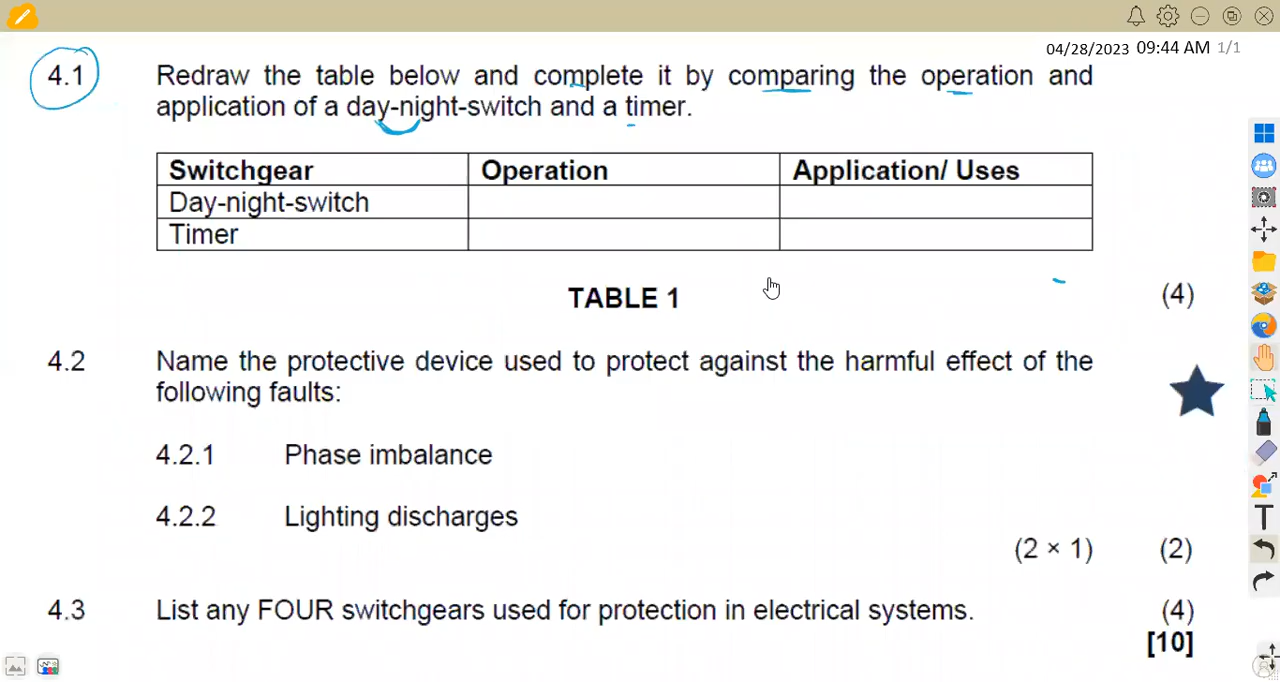 04/28/2023 09:44 AM 1/1
4.1 Redraw the table below and complete it by comparing the operation and
application of a day-night-switch and a timer.
Switchgear Operation Application/ Uses
Day-night-switch
Timer
TABLE 1 (4)
4.2 Name the protective device used to protect against the harmful effect of the
following faults:
4.2.1 Phase imbalance
4.2.2 Lighting discharges
(2 × 1) (2)
4.3 List any FOUR switchgears used for protection in electrical systems. (4)
[10]